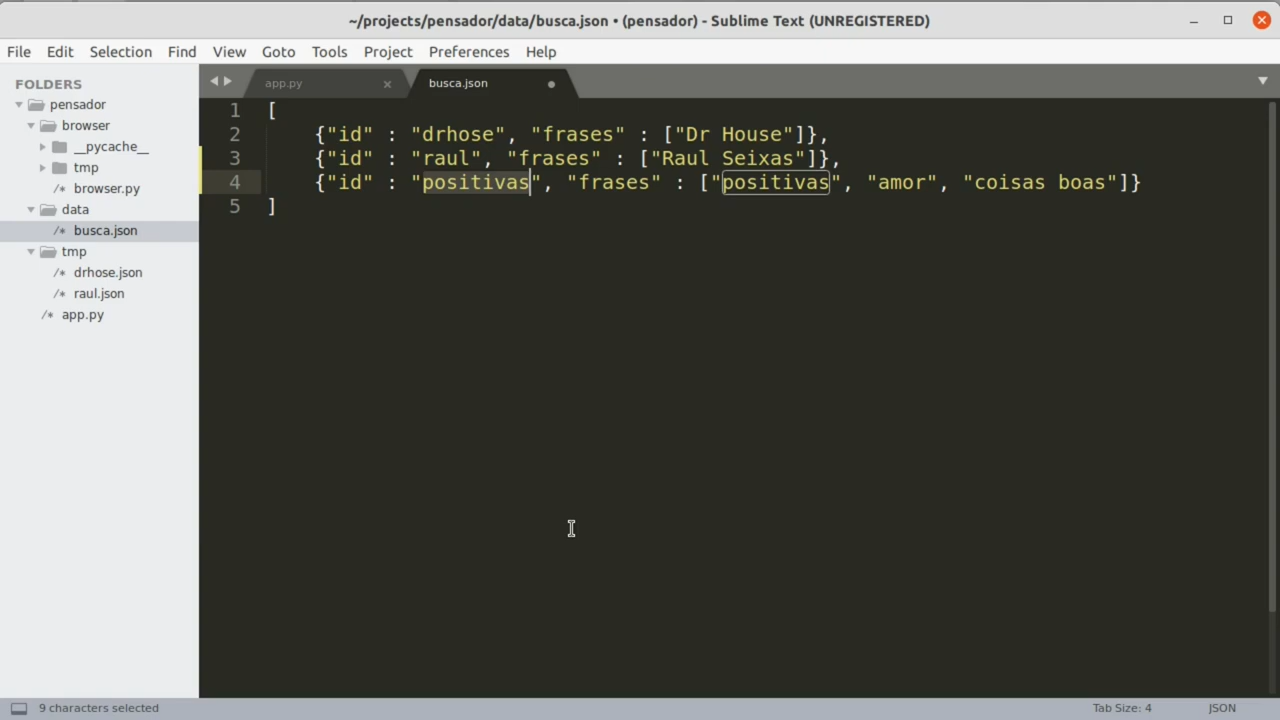 ~/projects/pensador/data/busca.json • (pensador) - Sublime Text (UNREGISTERED)
File Edit Selection Find View Goto Tools Project Preferences Help
FOLDERS
pensador
browser
__pycache__
tmp
/* browser.py
data
/* busca.json
tmp
/* drhose.json
/* raul.json
/* app.py
app.py × busca.json
1 [
2 {"id" : "drhose", "frases" : ["Dr House"]},
3 {"id" : "raul", "frases" : ["Raul Seixas"]},
4 {"id" : "positivas", "frases" : ["positivas", "amor", "coisas boas"]}
5 ]
9 characters selected Tab Size: 4 JSON